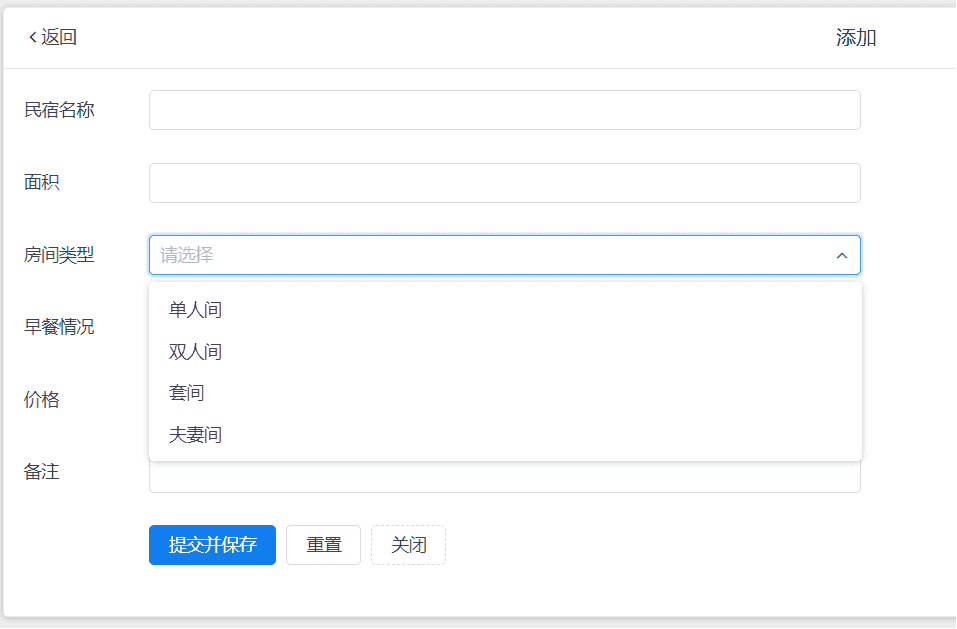 返回
添加
民宿名称
面积
房间类型
请选择
单人间
早餐情况
双人间
套间
价格
夫妻间
备注
提交并保存 重置 关闭